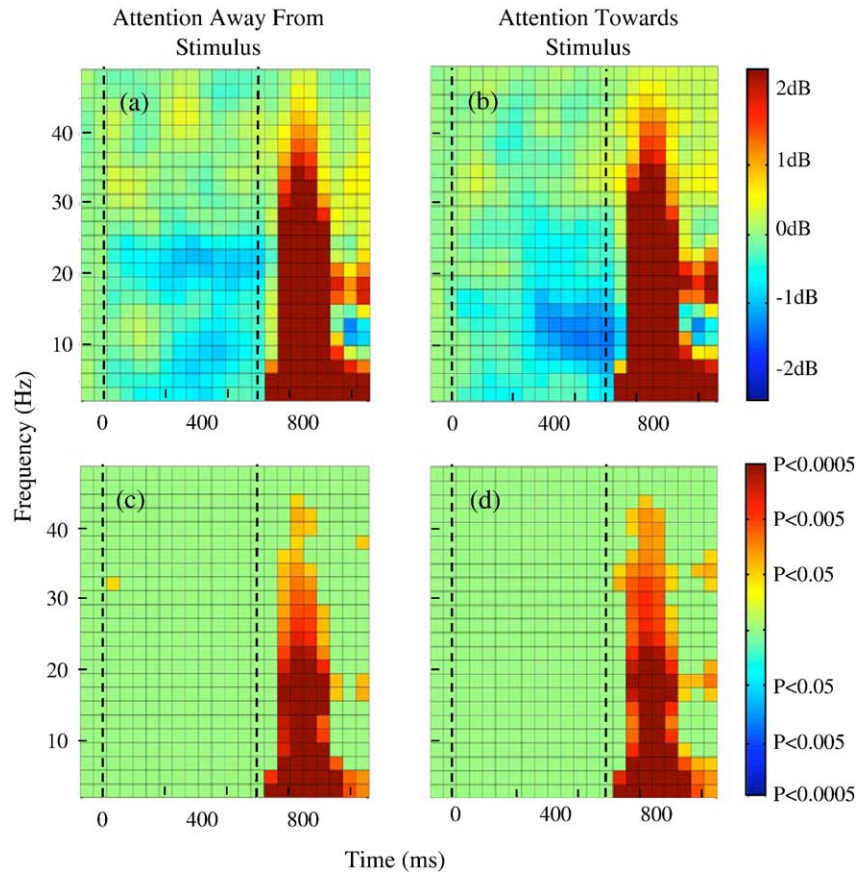 Attention Away From
Stimulus
Attention Towards
Stimulus
(a)
(b)
40
30
20
10
0
400
800
0
400
800
2dB
1dB
0dB
-1dB
-2dB
Frequency (Hz)
(c)
(d)
40
30
20
10
0
400
800
0
400
800
P<0.0005
P<0.005
P<0.05
P<0.05
P<0.005
P<0.0005
Time (ms)